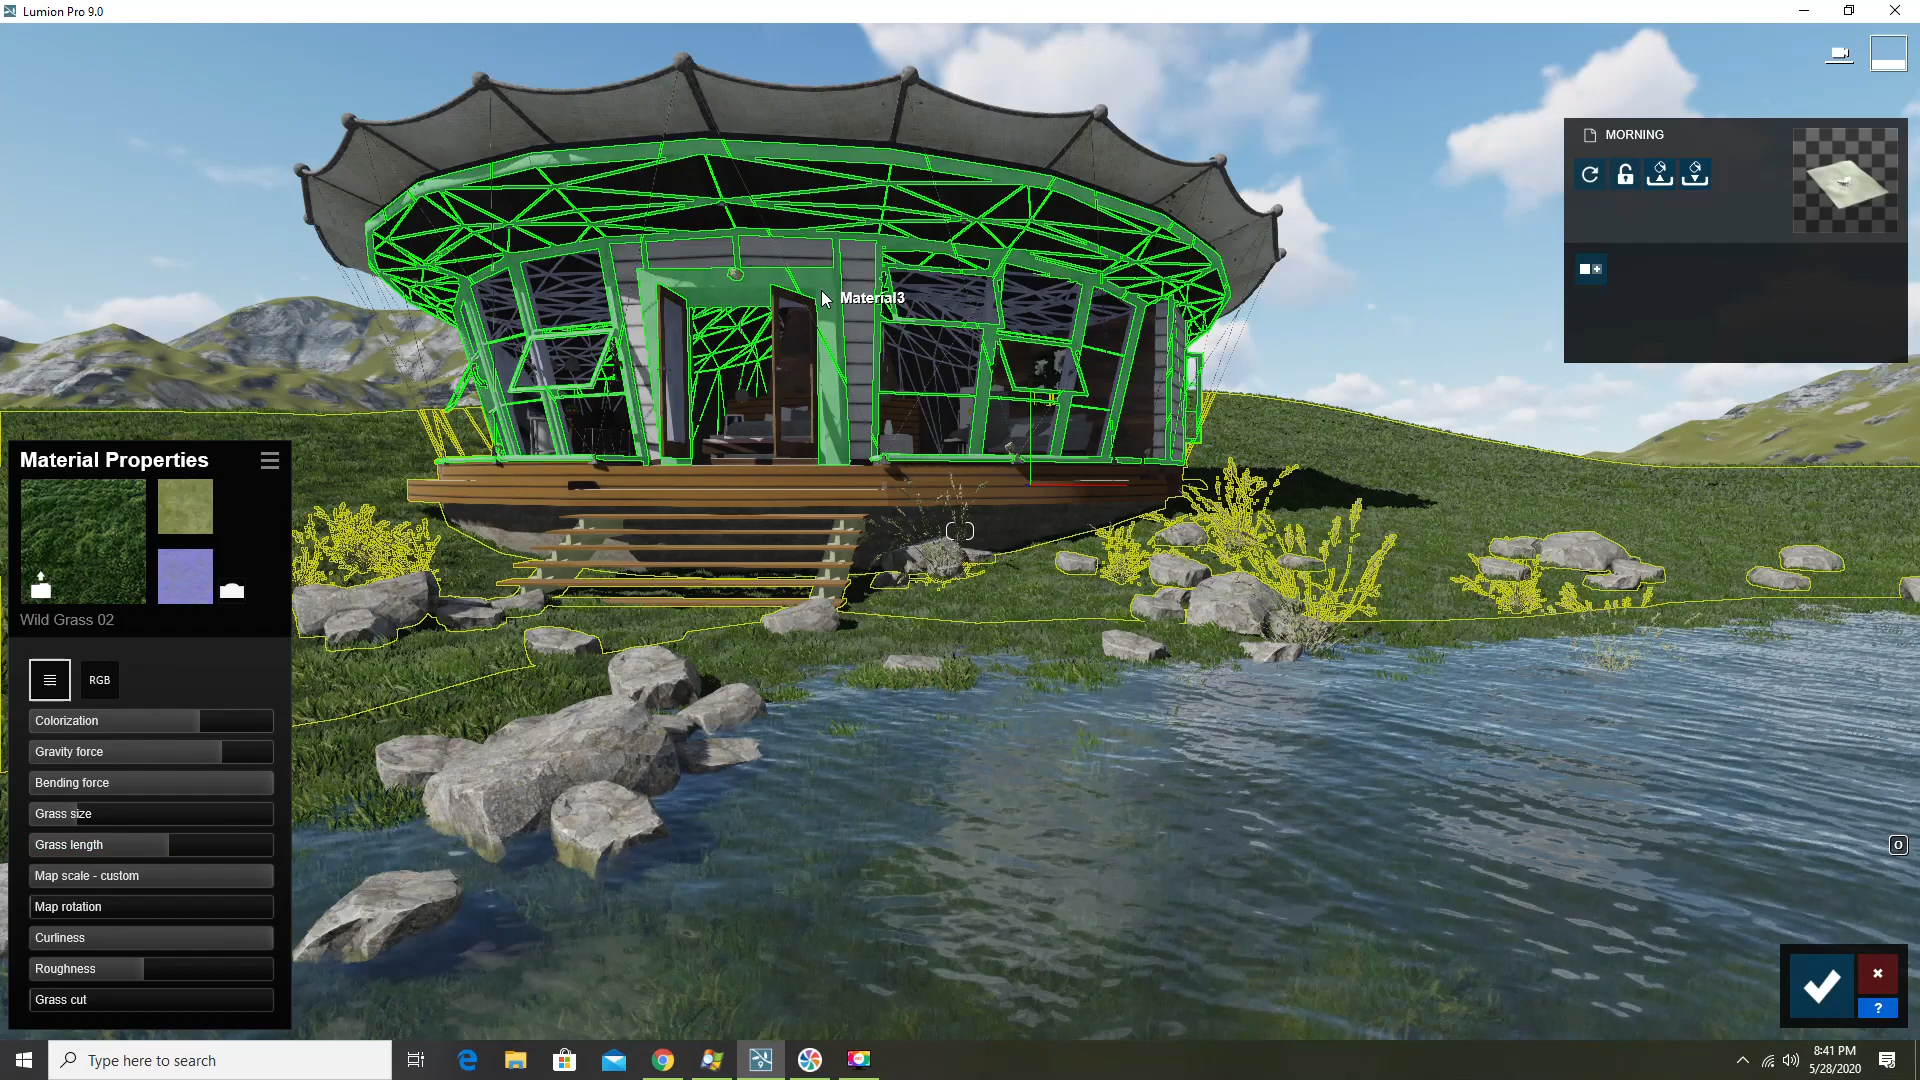 Lumion Pro 9.0
MORNING
Material3
Material Properties
Wild Grass 02
RGB
Colorization
Gravity force
Bending force
Grass size
Grass length
Map scale - custom
Map rotation
Curliness
Roughness
Grass cut
O
?
Type here to search
8:41 PM
5/28/2020